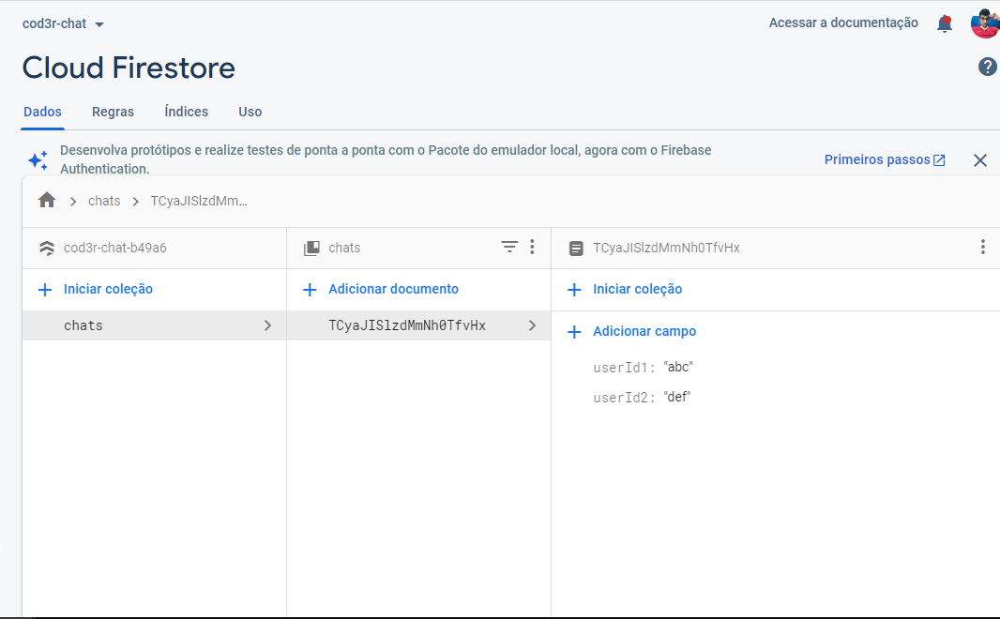 cod3r-chat
Acessar a documentação
Cloud Firestore
Dados
Regras
Índices
Uso
Desenvolva protótipos e realize testes de ponta a ponta com o Pacote do emulador local, agora com o Firebase
Authentication.
Primeiros passos
chats
TCyaJISlzdMm...
cod3r-chat-b49a6
chats
TCyaJISlzdMmNh0TfvHx
Iniciar coleção
Adicionar documento
Iniciar coleção
chats
TCyaJISlzdMmNh0TfvHx
Adicionar campo
userId1: "abc"
userId2: "def"